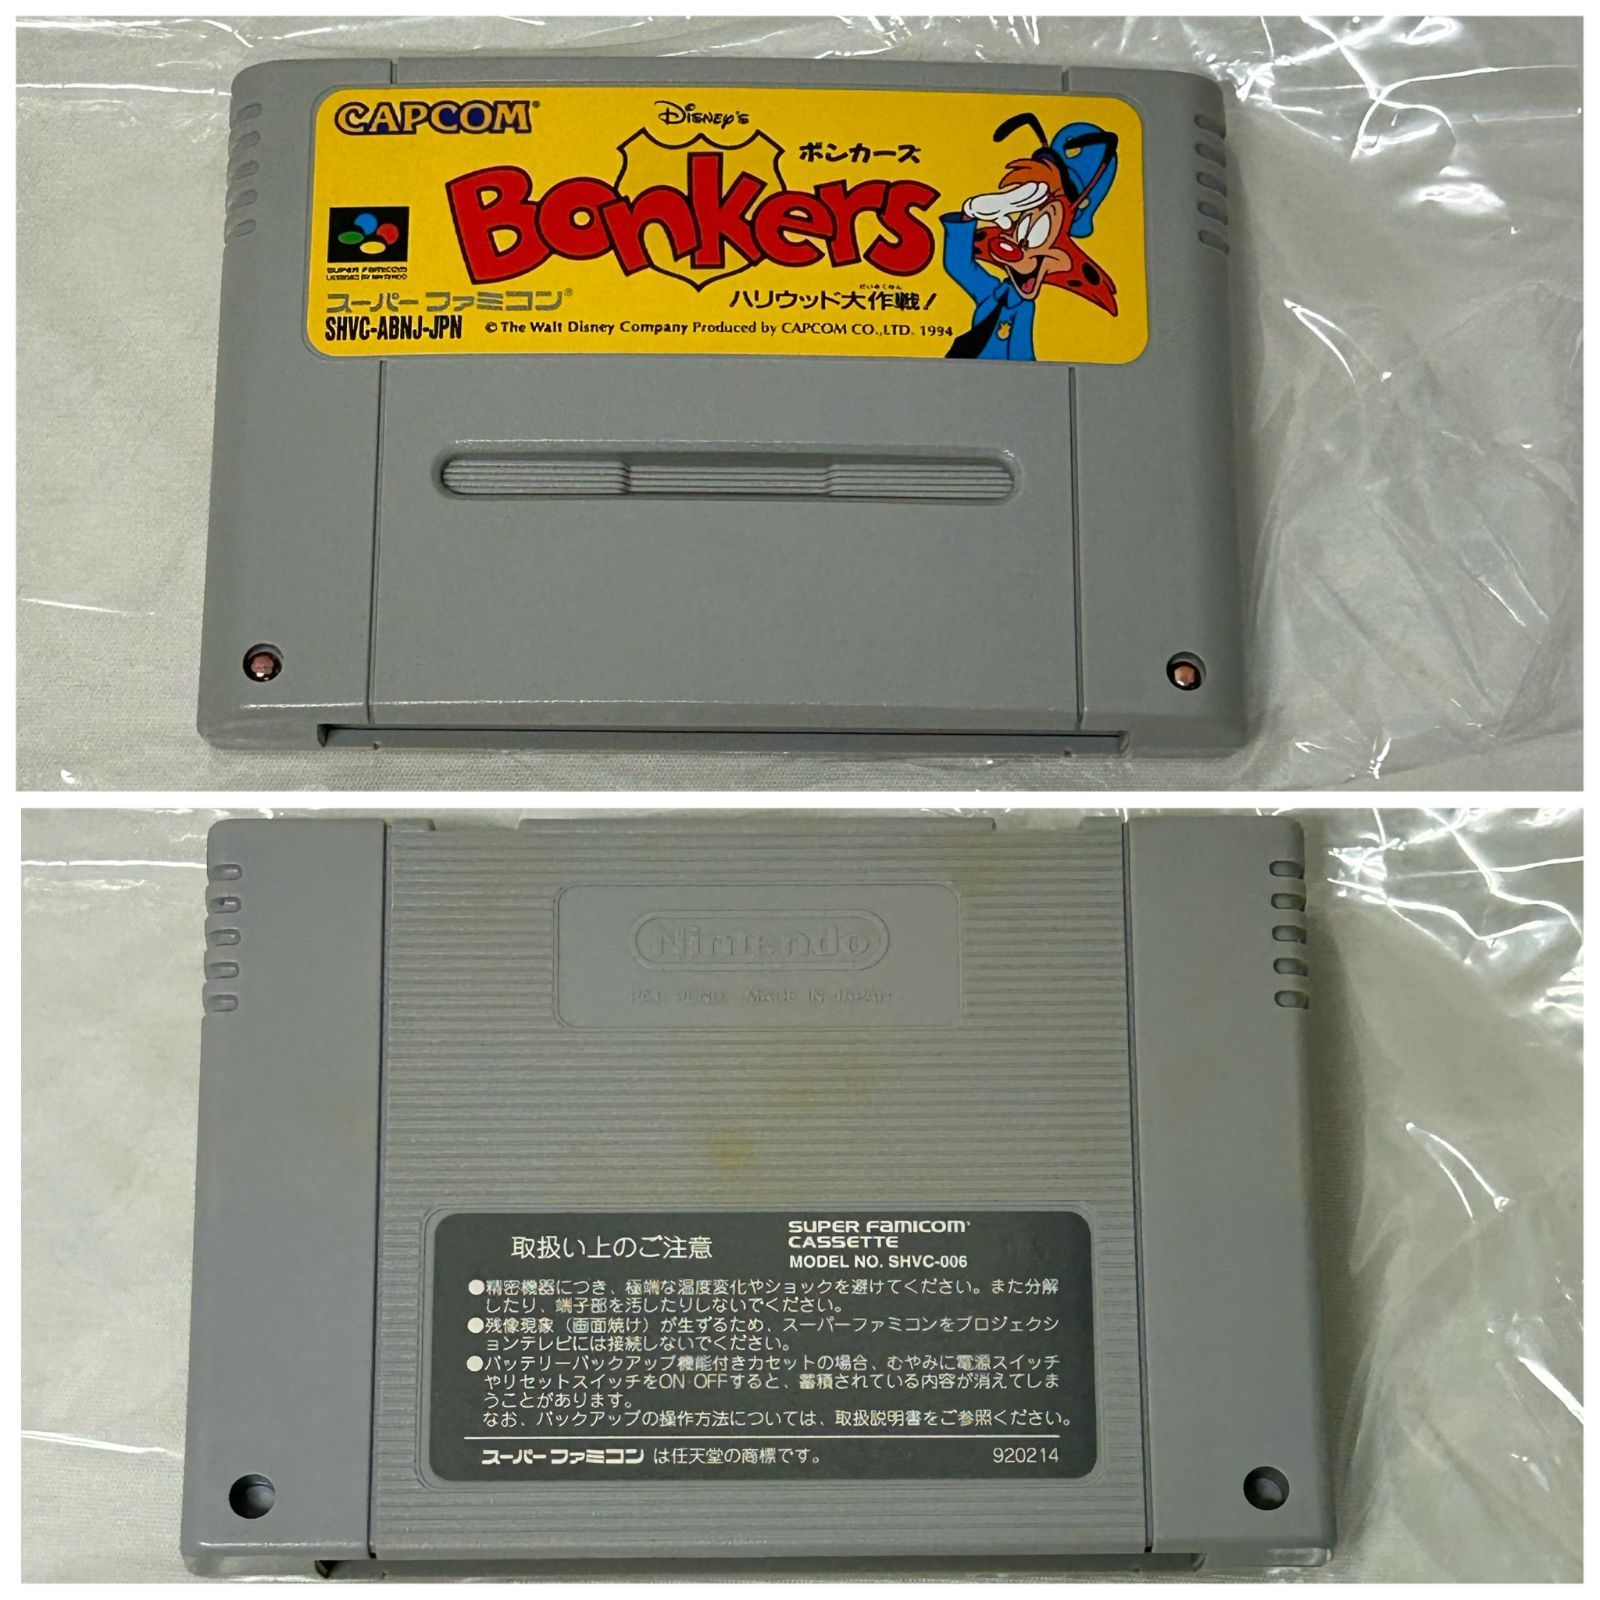 CAPCOM®
Disney's
Bonkers
ボンカーズ
SUPER FAMICOM
LICENSED BY NINTENDO
スーパーファミコン®
ハリウッド大作戦!
だいさくせん
SHVC-ABNJ-JPN
© The Walt Disney Company Produced by CAPCOM CO.,LTD. 1994
Nintendo
PAT. PEND. MADE IN JAPAN
取扱い上のご注意
SUPER FAMICOM
CASSETTE
MODEL NO. SHVC-006
●精密機器につき、極端な温度変化やショックを避けてください。また分解
したり、端子部を汚したりしないでください。
●残像現象（画面焼け）が生ずるため、スーパーファミコンをプロジェクシ
ョンテレビには接続しないでください。
●バッテリーバックアップ機能付きカセットの場合、むやみに電源スイッチ
やリセットスイッチをON OFFすると、蓄積されている内容が消えてしま
うことがあります。
なお、バックアップの操作方法については、取扱説明書をご参照ください。
スーパーファミコン は任天堂の商標です。
920214